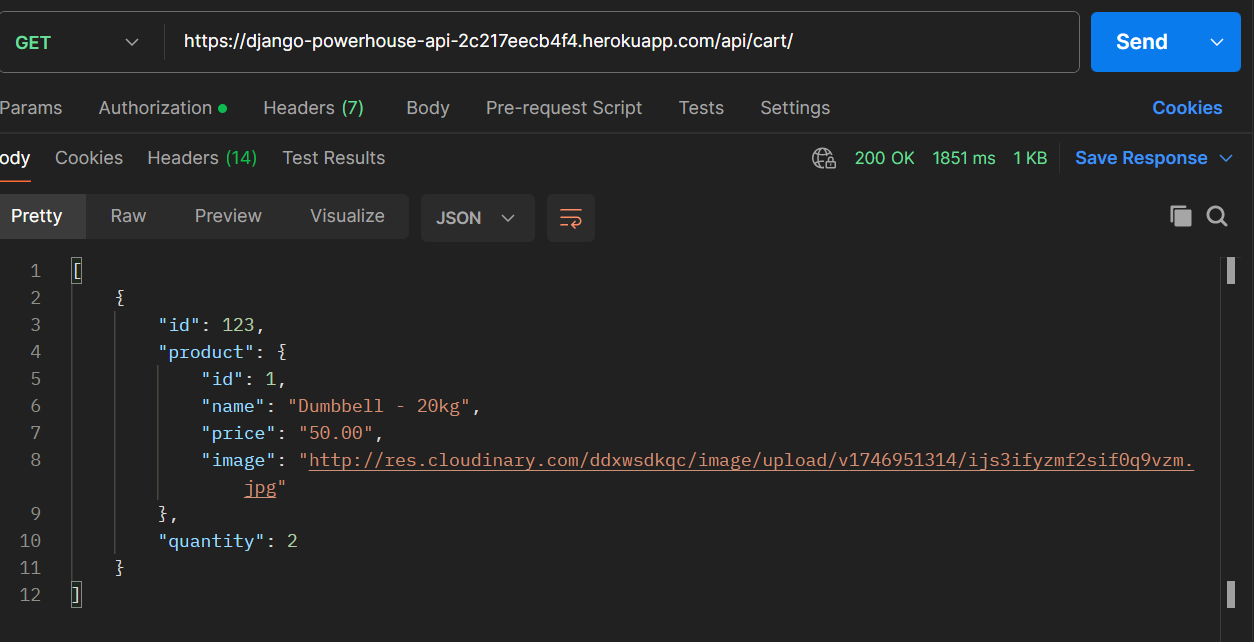 GET https://django-powerhouse-api-2c217eecb4f4.herokuapp.com/api/cart/ Send
Params Authorization Headers (7) Body Pre-request Script Tests Settings Cookies
ody Cookies Headers (14) Test Results 200 OK 1851 ms 1 KB Save Response
Pretty Raw Preview Visualize JSON
1 [
2 {
3 "id": 123,
4 "product": {
5 "id": 1,
6 "name": "Dumbbell - 20kg",
7 "price": "50.00",
8 "image": "http://res.cloudinary.com/ddxwsdkqc/image/upload/v1746951314/ijs3ifyzmf2sif0q9vzm.
jpg"
9 },
10 "quantity": 2
11 }
12 ]